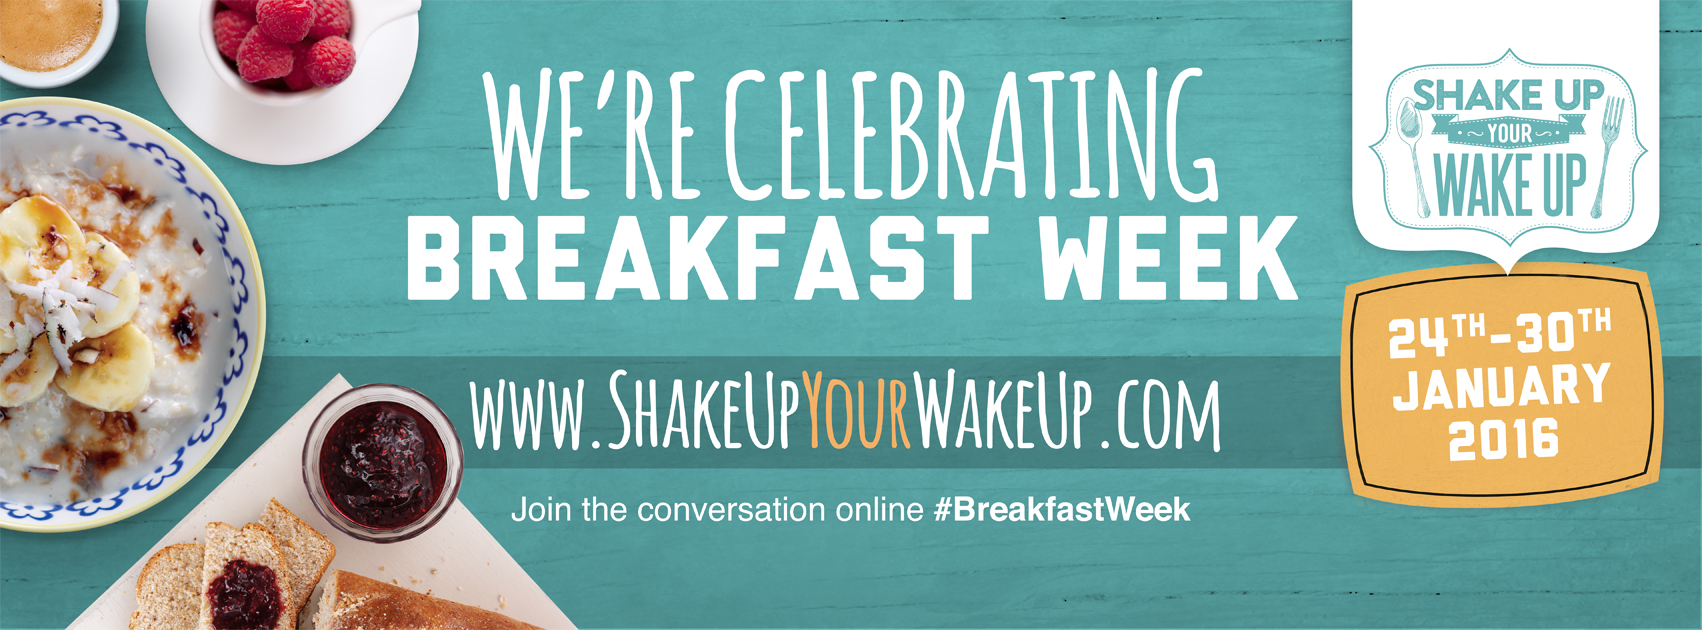 WE'RE CELEBRATING
BREAKFAST WEEK
WWW.SHAKEUPYOURWAKEUP.COM
Join the conversation online #BreakfastWeek
SHAKE UP
YOUR
WAKE UP
24TH-30TH
JANUARY
2016